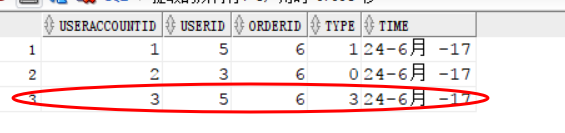 USERACCOUNTID USERID ORDERID TYPE TIME
1 1 5 6 1 24-6月 -17
2 2 3 6 0 24-6月 -17
3 3 5 6 3 24-6月 -17